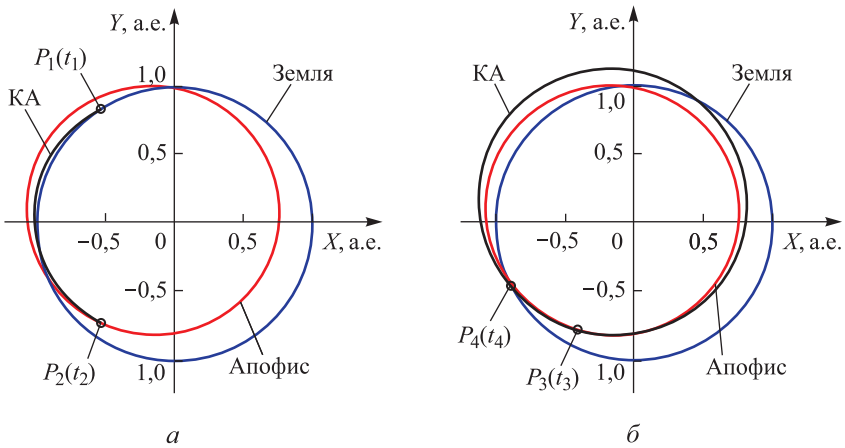 Y, а.е.
P₁(t₁)
1,0
Земля
КА
0,5
−0,5
0
0,5
X, а.е.
−0,5
P₂(t₂)
1,0
Апофис
а
Y, а.е.
КА
Земля
1,0
0,5
−0,5
0
0,5
X, а.е.
−0,5
P₄(t₄)
P₃(t₃)
1,0
Апофис
б